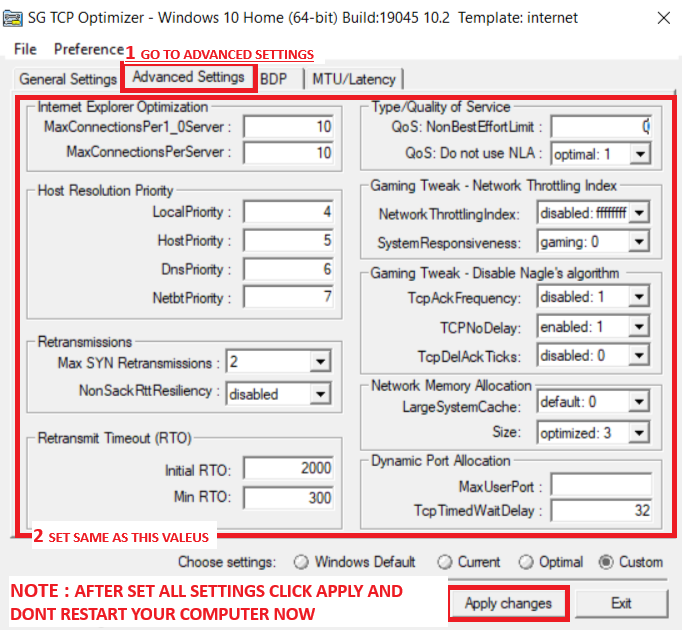 SG TCP Optimizer - Windows 10 Home (64-bit) Build:19045 10.2  Template: internet
File Preference
1 GO TO ADVANCED SETTINGS
General Settings Advanced Settings BDP MTU/Latency
Internet Explorer Optimization
MaxConnectionsPer1_0Server : 10
MaxConnectionsPerServer : 10
Host Resolution Priority
LocalPriority : 4
HostPriority : 5
DnsPriority : 6
NetbtPriority : 7
Retransmissions
Max SYN Retransmissions : 2
NonSackRttResiliency : disabled
Retransmit Timeout (RTO)
Initial RTO: 2000
Min RTO: 300
Type/Quality of Service
QoS: NonBestEffortLimit : 0
QoS: Do not use NLA : optimal: 1
Gaming Tweak - Network Throttling Index
NetworkThrottlingIndex: disabled: ffffffff
SystemResponsiveness: gaming: 0
Gaming Tweak - Disable Nagle's algorithm
TcpAckFrequency: disabled: 1
TCPNoDelay: enabled: 1
TcpDelAckTicks: disabled: 0
Network Memory Allocation
LargeSystemCache: default: 0
Size: optimized: 3
Dynamic Port Allocation
MaxUserPort :
TcpTimedWaitDelay : 32
2 SET SAME AS THIS VALEUS
Choose settings: Windows Default Current Optimal Custom
NOTE : AFTER SET ALL SETTINGS CLICK APPLY AND
DONT RESTART YOUR COMPUTER NOW
Apply changes Exit